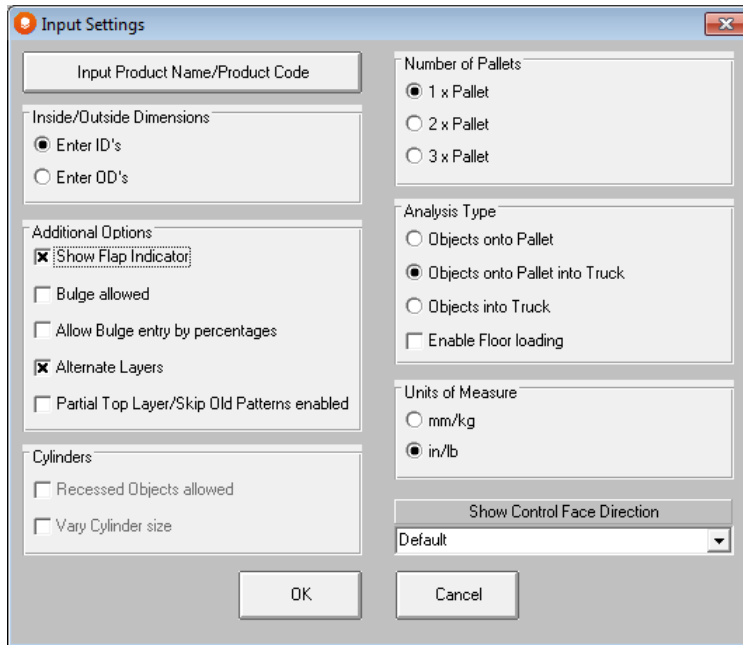 Input Settings
Input Product Name/Product Code
Inside/Outside Dimensions
Enter ID's
Enter OD's
Additional Options
Show Flap Indicator
Bulge allowed
Allow Bulge entry by percentages
Alternate Layers
Partial Top Layer/Skip Old Patterns enabled
Cylinders
Recessed Objects allowed
Vary Cylinder size
Number of Pallets
1 x Pallet
2 x Pallet
3 x Pallet
Analysis Type
Objects onto Pallet
Objects onto Pallet into Truck
Objects into Truck
Enable Floor loading
Units of Measure
mm/kg
in/lb
Show Control Face Direction
Default
OK
Cancel